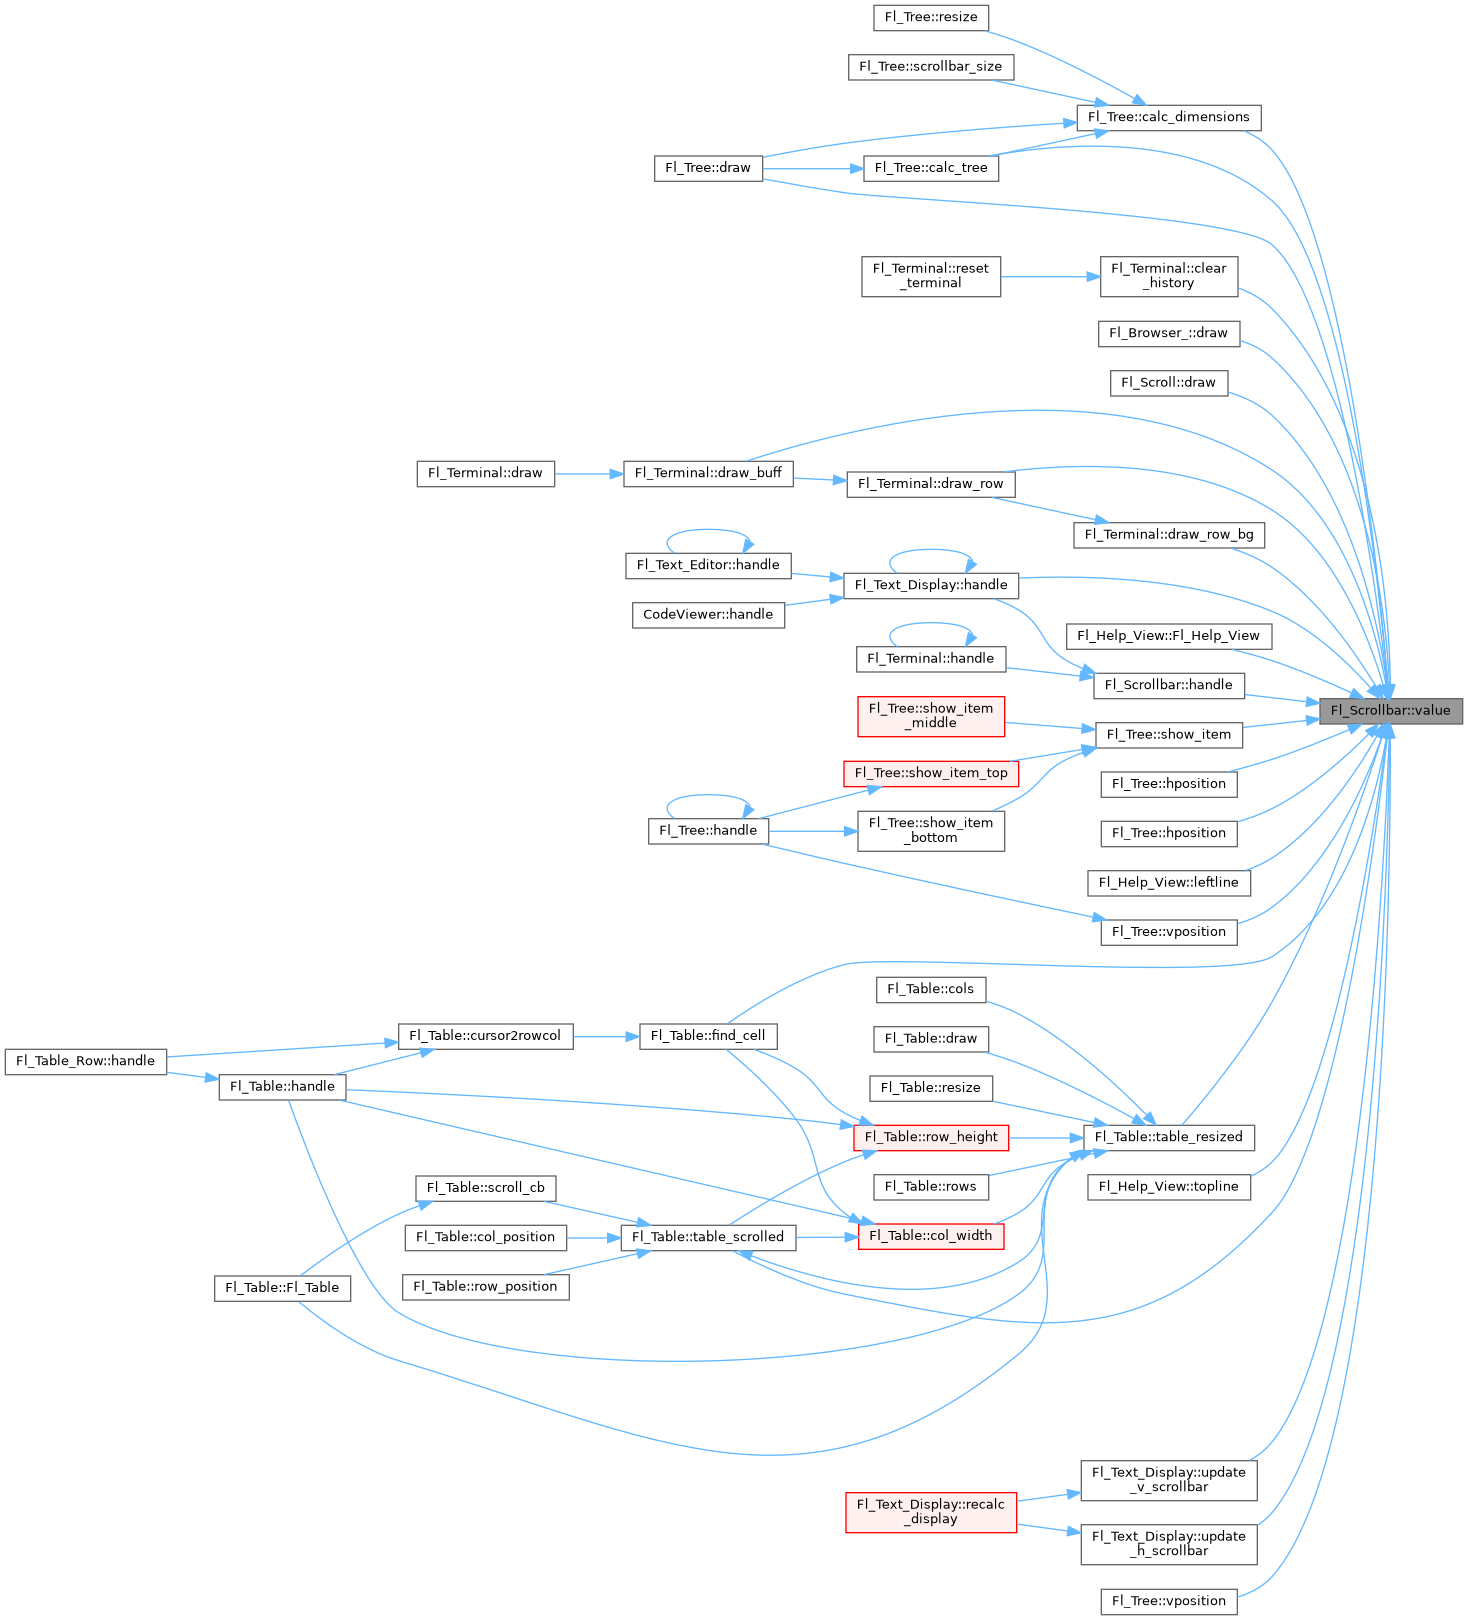 Fl_Tree::resize
Fl_Tree::scrollbar_size
Fl_Tree::calc_dimensions
Fl_Tree::draw
Fl_Tree::calc_tree
Fl_Terminal::reset
_terminal
Fl_Terminal::clear
_history
Fl_Browser_::draw
Fl_Scroll::draw
Fl_Terminal::draw
Fl_Terminal::draw_buff
Fl_Terminal::draw_row
Fl_Terminal::draw_row_bg
Fl_Text_Editor::handle
Fl_Text_Display::handle
CodeViewer::handle
Fl_Help_View::Fl_Help_View
Fl_Terminal::handle
Fl_Scrollbar::handle
Fl_Scrollbar::value
Fl_Tree::show_item
_middle
Fl_Tree::show_item
Fl_Tree::show_item_top
Fl_Tree::hposition
Fl_Tree::handle
Fl_Tree::show_item
_bottom
Fl_Tree::hposition
Fl_Help_View::leftline
Fl_Tree::vposition
Fl_Table::cols
Fl_Table::cursor2rowcol
Fl_Table::find_cell
Fl_Table::draw
Fl_Table_Row::handle
Fl_Table::handle
Fl_Table::resize
Fl_Table::row_height
Fl_Table::table_resized
Fl_Table::scroll_cb
Fl_Table::rows
Fl_Help_View::topline
Fl_Table::col_position
Fl_Table::table_scrolled
Fl_Table::col_width
Fl_Table::Fl_Table
Fl_Table::row_position
Fl_Text_Display::update
_v_scrollbar
Fl_Text_Display::recalc
_display
Fl_Text_Display::update
_h_scrollbar
Fl_Tree::vposition